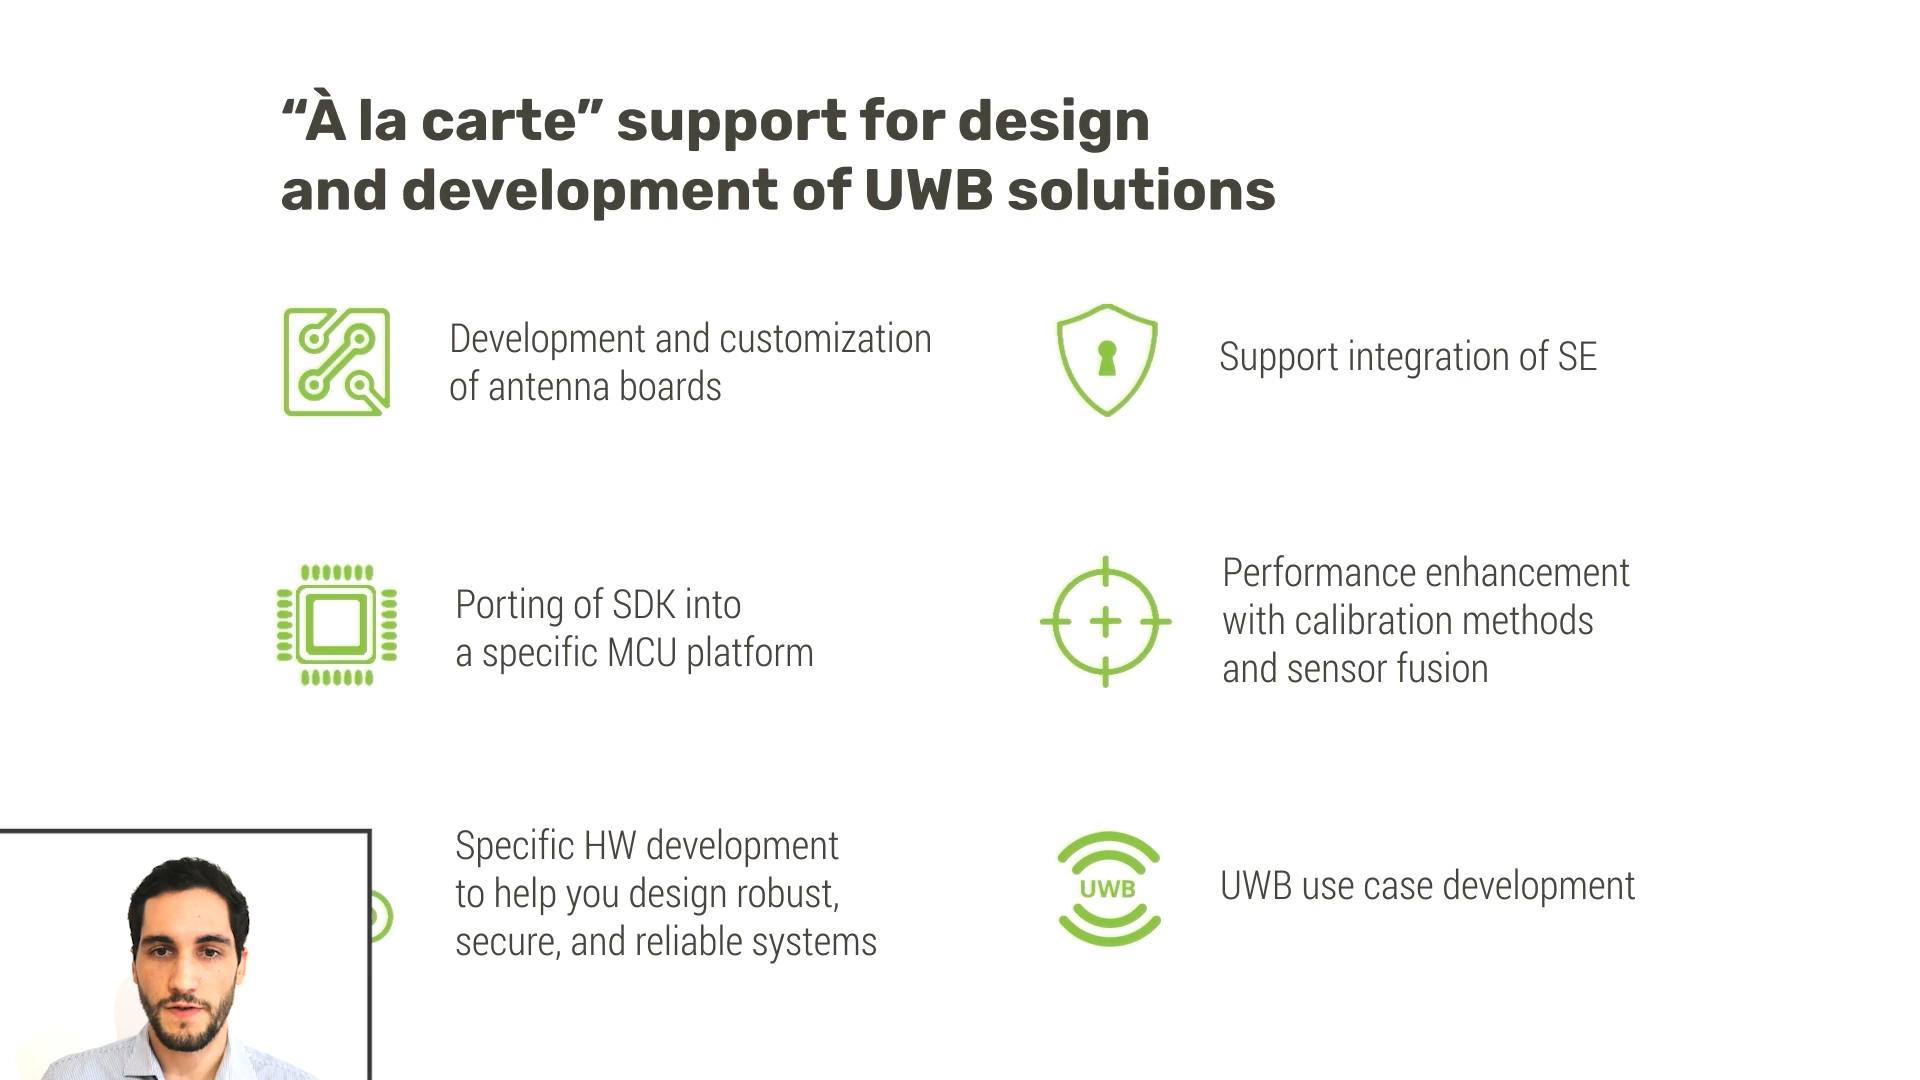 “À la carte” support for design
and development of UWB solutions
Development and customization
of antenna boards
Support integration of SE
Porting of SDK into
a specific MCU platform
Performance enhancement
with calibration methods
and sensor fusion
Specific HW development
to help you design robust,
secure, and reliable systems
UWB
UWB use case development